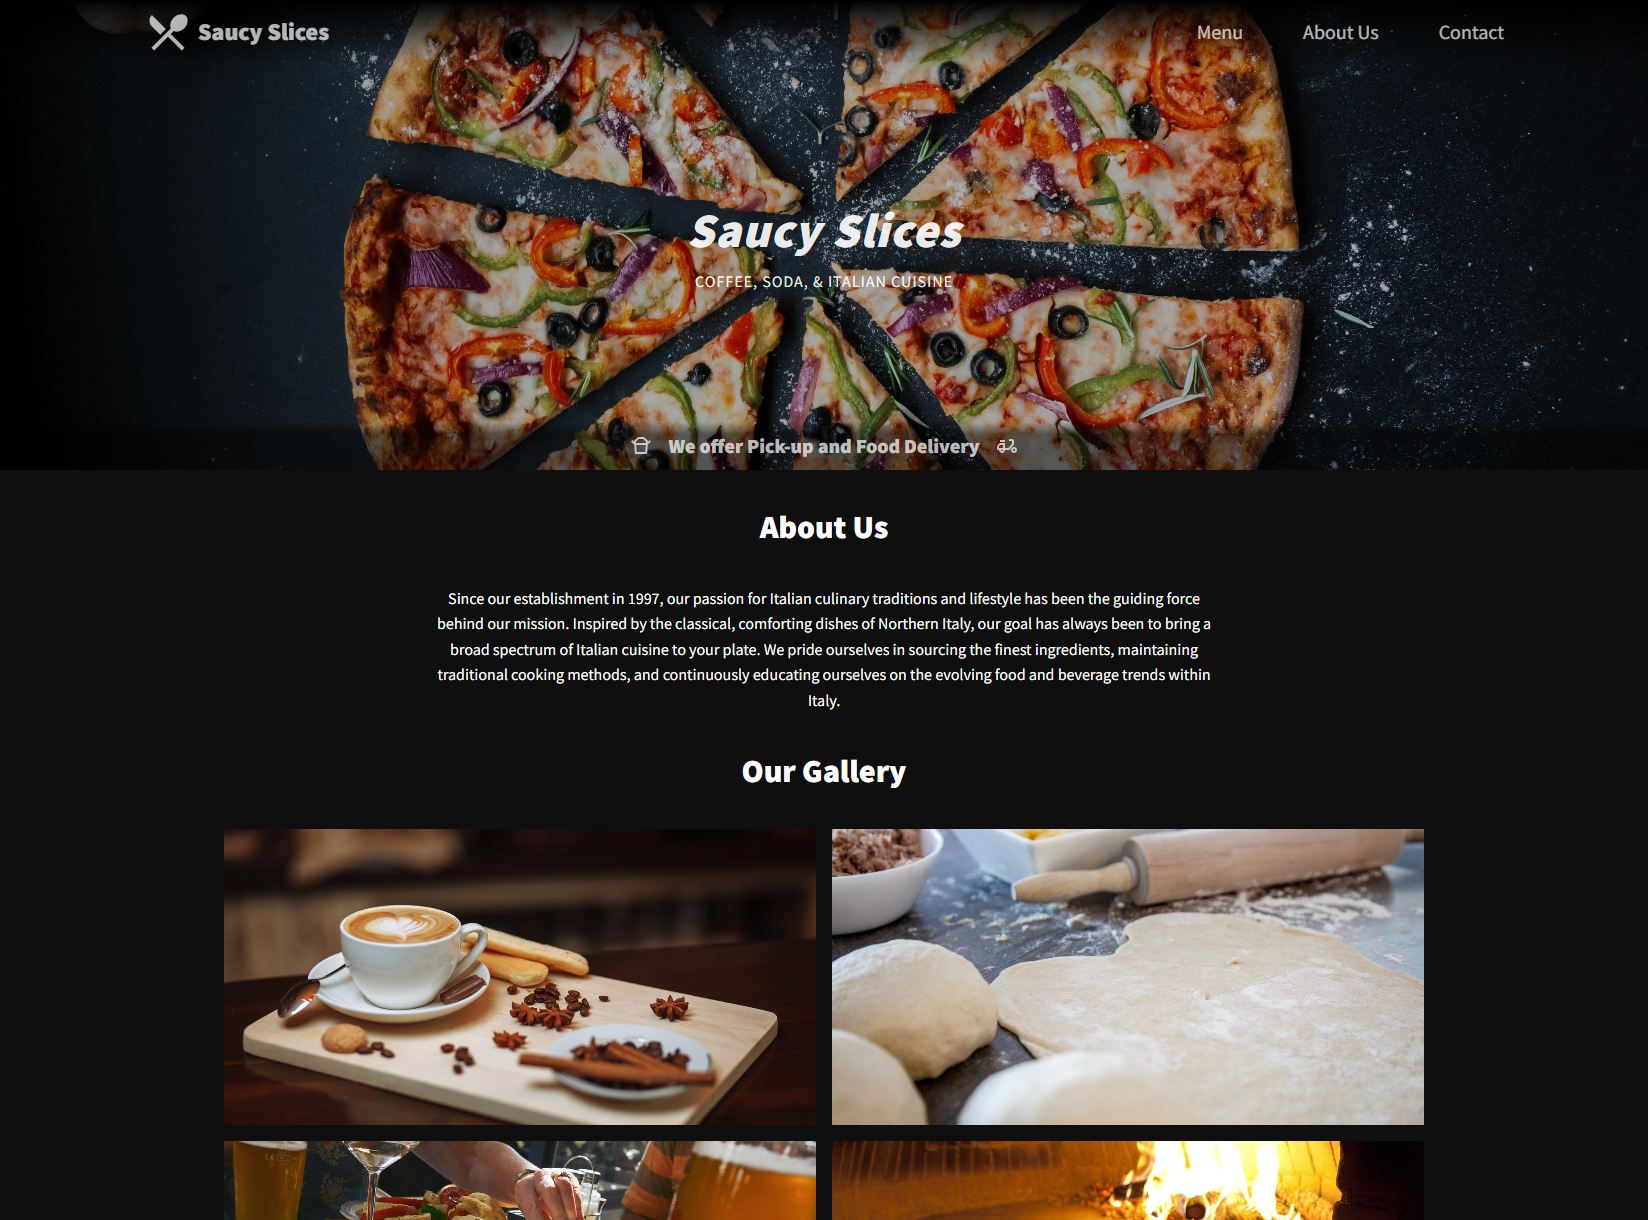 Saucy Slices
Menu
About Us
Contact
Saucy Slices
COFFEE, SODA, & ITALIAN CUISINE
We offer Pick-up and Food Delivery
About Us
Since our establishment in 1997, our passion for Italian culinary traditions and lifestyle has been the guiding force
behind our mission. Inspired by the classical, comforting dishes of Northern Italy, our goal has always been to bring a
broad spectrum of Italian cuisine to your plate. We pride ourselves in sourcing the finest ingredients, maintaining
traditional cooking methods, and continuously educating ourselves on the evolving food and beverage trends within
Italy.
Our Gallery